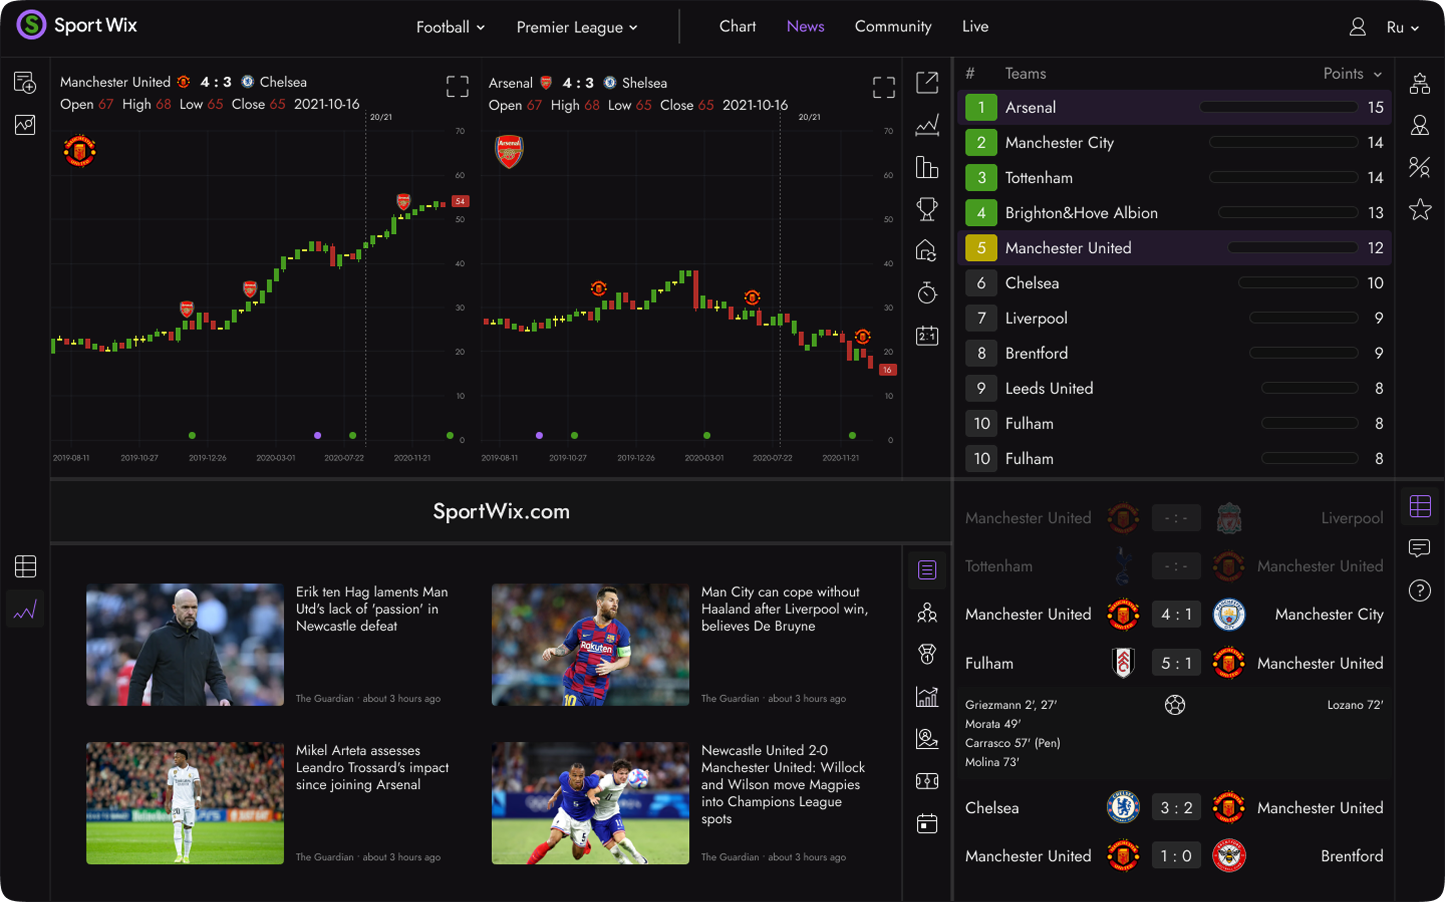 Sport Wix
Football
Premier League
Chart
News
Community
Live
Ru
Manchester United 4 : 3 Chelsea
Open 67 High 68 Low 65 Close 65 2021-10-16
20/21
70
60
54
50
40
30
20
10
0
2019-08-11
2019-10-27
2019-12-26
2020-03-01
2020-07-22
2020-11-21
Arsenal 4 : 3 Shelsea
Open 67 High 68 Low 65 Close 65 2021-10-16
20/21
Arsenal
70
60
50
40
30
20
16
10
0
2019-08-11
2019-10-27
2019-12-26
2020-03-01
2020-07-22
2020-11-21
2:1
# Teams Points
1 Arsenal 15
2 Manchester City 14
3 Tottenham 14
4 Brighton&Hove Albion 13
5 Manchester United 12
6 Chelsea 10
7 Liverpool 9
8 Brentford 9
9 Leeds United 8
10 Fulham 8
10 Fulham 8
SportWix.com
Erik ten Hag laments Man
Utd's lack of 'passion' in
Newcastle defeat
The Guardian · about 3 hours ago
Man City can cope without
Haaland after Liverpool win,
believes De Bruyne
The Guardian · about 3 hours ago
Rakuten
10
Mikel Arteta assesses
Leandro Trossard's impact
since joining Arsenal
The Guardian · about 3 hours ago
Newcastle United 2-0
Manchester United: Willock
and Wilson move Magpies
into Champions League
spots
The Guardian · about 3 hours ago
Manchester United - : - Liverpool
Tottenham - : - Manchester United
Manchester United 4 : 1 Manchester City
Fulham 5 : 1 Manchester United
Griezmann 2', 27' Lozano 72'
Morata 49'
Carrasco 57' (Pen)
Molina 73'
Chelsea 3 : 2 Manchester United
Manchester United 1 : 0 Brentford